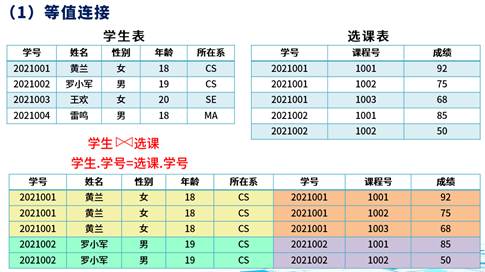 （1）等值连接
学生表
学号 姓名 性别 年龄 所在系
2021001 黄兰 女 18 CS
2021002 罗小军 男 19 CS
2021003 王欢 女 20 SE
2021004 雷鸣 男 18 MA
选课表
学号 课程号 成绩
2021001 1001 92
2021001 1002 75
2021001 1003 68
2021002 1001 85
2021002 1002 50
学生⋈选课
学生.学号=选课.学号
学号 姓名 性别 年龄 所在系 学号 课程号 成绩
2021001 黄兰 女 18 CS 2021001 1001 92
2021001 黄兰 女 18 CS 2021001 1002 75
2021001 黄兰 女 18 CS 2021001 1003 68
2021002 罗小军 男 19 CS 2021002 1001 85
2021002 罗小军 男 19 CS 2021002 1002 50